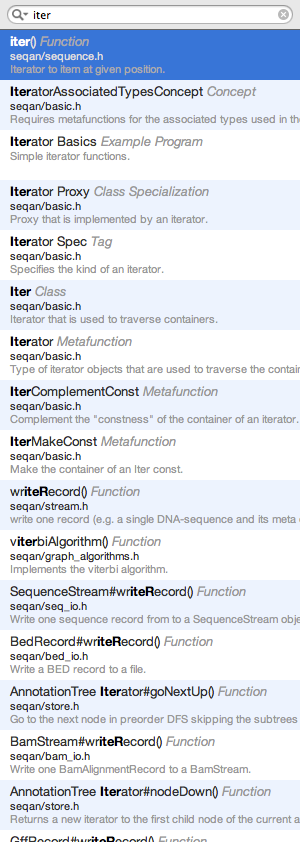 iter
iter() Function
seqan/sequence.h
Iterator to item at given position.
IteratorAssociatedTypesConcept Concept
seqan/basic.h
Requires metafunctions for the associated types used in the
Iterator Basics Example Program
Simple iterator functions.
Iterator Proxy Class Specialization
seqan/basic.h
Proxy that is implemented by an iterator.
Iterator Spec Tag
seqan/basic.h
Specifies the kind of an iterator.
Iter Class
seqan/basic.h
Iterator that is used to traverse containers.
Iterator Metafunction
seqan/basic.h
Type of iterator objects that are used to traverse the contain
IterComplementConst Metafunction
seqan/basic.h
Complement the "constness" of the container of an iterator.
IterMakeConst Metafunction
seqan/basic.h
Make the container of an Iter const.
writeRecord() Function
seqan/stream.h
write one record (e.g. a single DNA-sequence and its meta
viterbiAlgorithm() Function
seqan/graph_algorithms.h
Implements the viterbi algorithm.
SequenceStream#writeRecord() Function
seqan/seq_io.h
Write one sequence record from to a SequenceStream obje
BedRecord#writeRecord() Function
seqan/bed_io.h
Write a BED record to a file.
AnnotationTree Iterator#goNextUp() Function
seqan/store.h
Go to the next node in preorder DFS skipping the subtrees
BamStream#writeRecord() Function
seqan/bam_io.h
Write one BamAlignmentRecord to a BamStream.
AnnotationTree Iterator#nodeDown() Function
seqan/store.h
Returns a new iterator to the first child node of the current a
GffRecord#writeRecord() Function